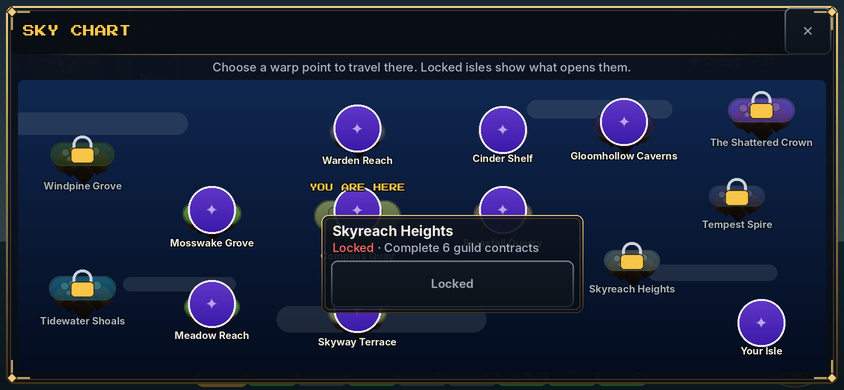 SKY CHART
Choose a warp point to travel there. Locked isles show what opens them.
Warden Reach
Cinder Shelf
Gloomhollow Caverns
The Shattered Crown
Windpine Grove
YOU ARE HERE
Mosswake Grove
Tempest Spire
Skyreach Heights
Locked · Complete 6 guild contracts
Locked
Skyreach Heights
Tidewater Shoals
Meadow Reach
Skyway Terrace
Your Isle